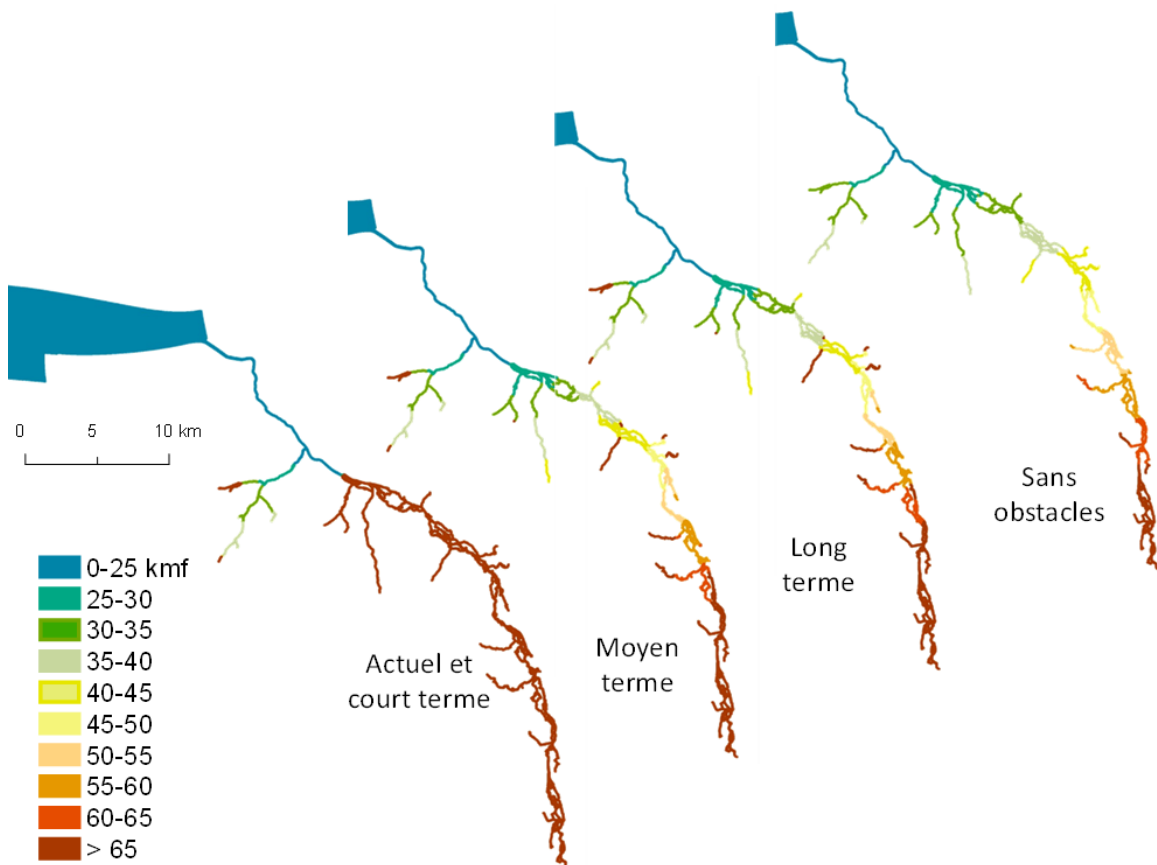 0 5 10 km
0-25 kmf
25-30
30-35
35-40
40-45
45-50
50-55
55-60
60-65
> 65
Actuel et
court terme
Moyen
terme
Long
terme
Sans
obstacles